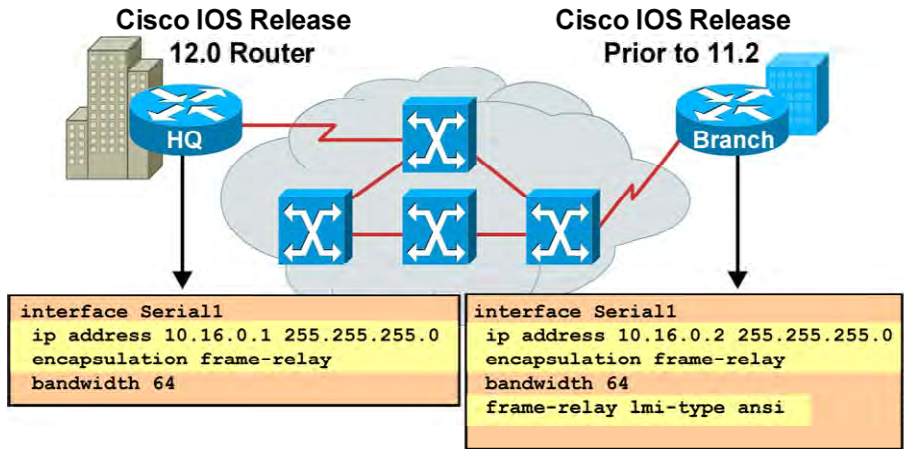 Cisco IOS Release
12.0 Router
Cisco IOS Release
Prior to 11.2
HQ
Branch
interface Serial1
ip address 10.16.0.1 255.255.255.0
encapsulation frame-relay
bandwidth 64
interface Serial1
ip address 10.16.0.2 255.255.255.0
encapsulation frame-relay
bandwidth 64
frame-relay lmi-type ansi